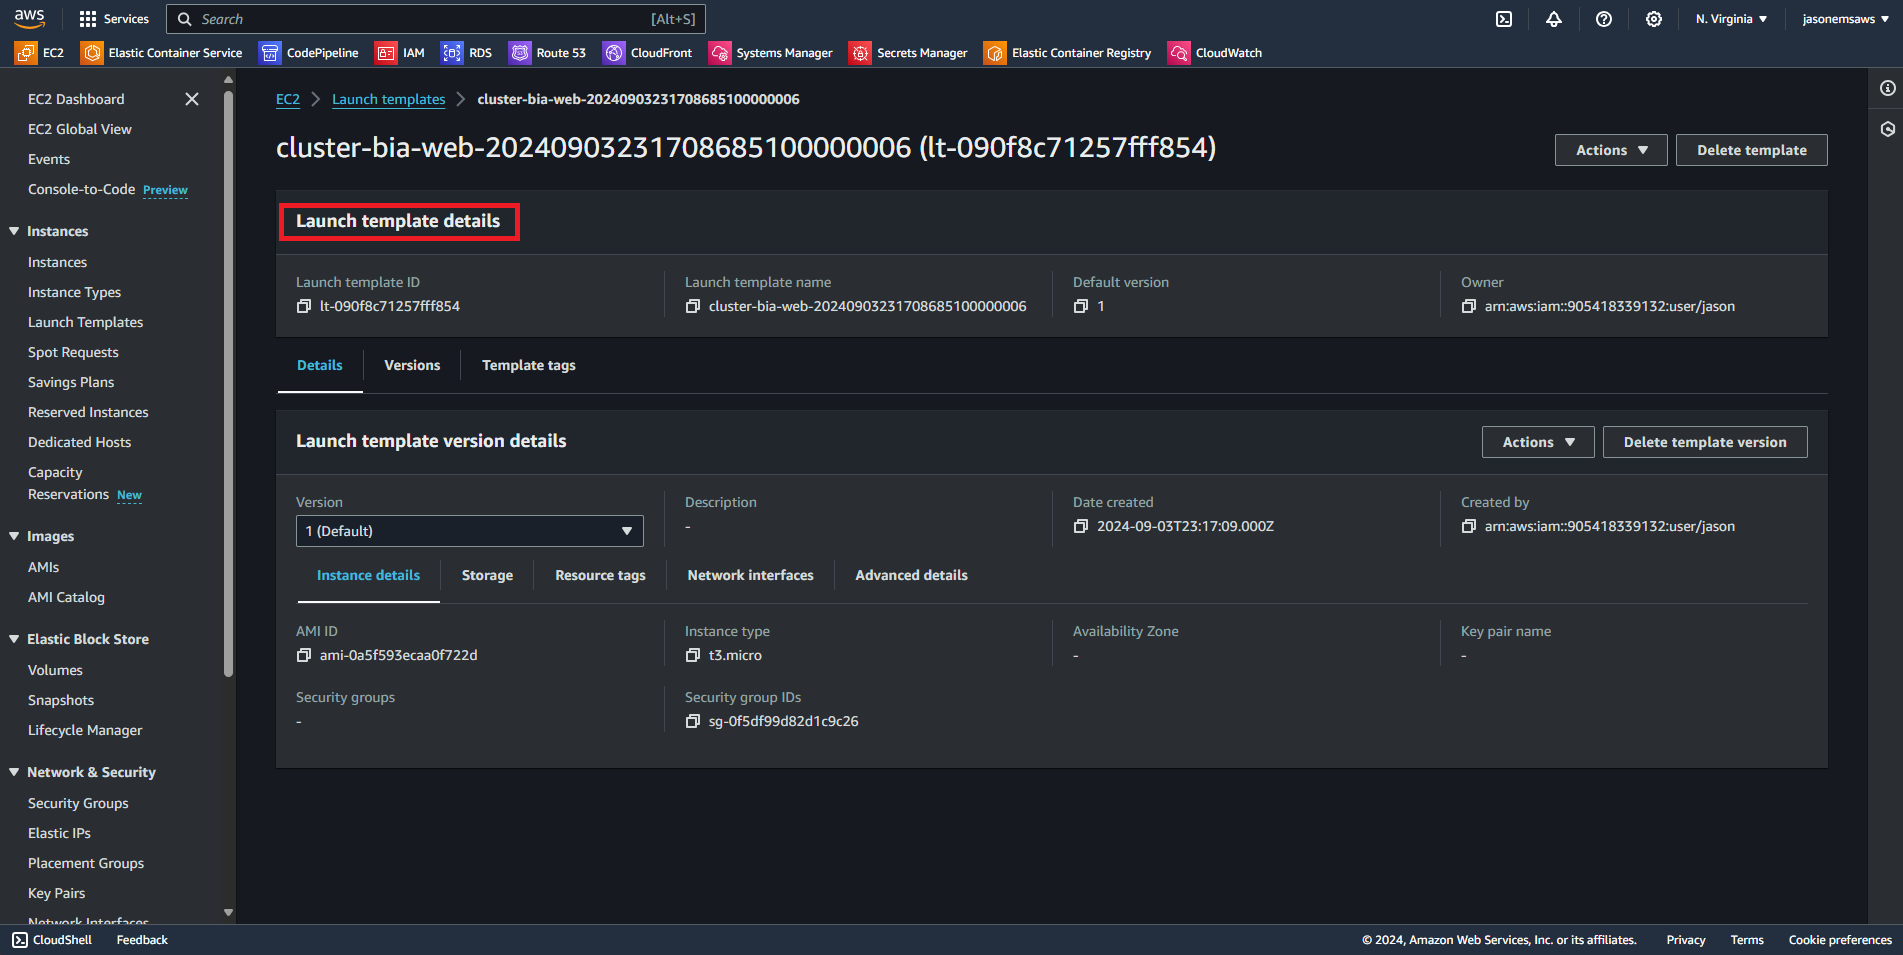 aws
Services
Search
[Alt+S]
N. Virginia
jasonemsaws
EC2
Elastic Container Service
CodePipeline
IAM
RDS
Route 53
CloudFront
Systems Manager
Secrets Manager
Elastic Container Registry
CloudWatch
EC2 Dashboard
EC2 Global View
Events
Console-to-Code Preview
Instances
Instances
Instance Types
Launch Templates
Spot Requests
Savings Plans
Reserved Instances
Dedicated Hosts
Capacity
Reservations New
Images
AMIs
AMI Catalog
Elastic Block Store
Volumes
Snapshots
Lifecycle Manager
Network & Security
Security Groups
Elastic IPs
Placement Groups
Key Pairs
Network Interfaces
EC2
Launch templates
cluster-bia-web-20240903231708685100000006
cluster-bia-web-20240903231708685100000006 (lt-090f8c71257fff854)
Actions
Delete template
Launch template details
Launch template ID
lt-090f8c71257fff854
Launch template name
cluster-bia-web-20240903231708685100000006
Default version
1
Owner
arn:aws:iam::905418339132:user/jason
Details
Versions
Template tags
Launch template version details
Actions
Delete template version
Version
1 (Default)
Description
-
Date created
2024-09-03T23:17:09.000Z
Created by
arn:aws:iam::905418339132:user/jason
Instance details
Storage
Resource tags
Network interfaces
Advanced details
AMI ID
ami-0a5f593ecaa0f722d
Instance type
t3.micro
Availability Zone
-
Key pair name
-
Security groups
-
Security group IDs
sg-0f5df99d82d1c9c26
CloudShell
Feedback
© 2024, Amazon Web Services, Inc. or its affiliates.
Privacy
Terms
Cookie preferences